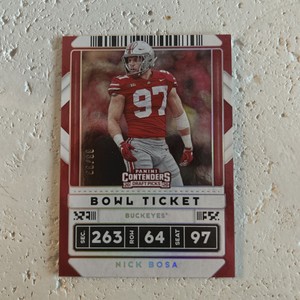 97
PANINI
CONTENDERS
DRAFT PICKS
BOWL TICKET
BUCKEYES
SEC. 263 ROW 64 SEAT 97
NICK BOSA